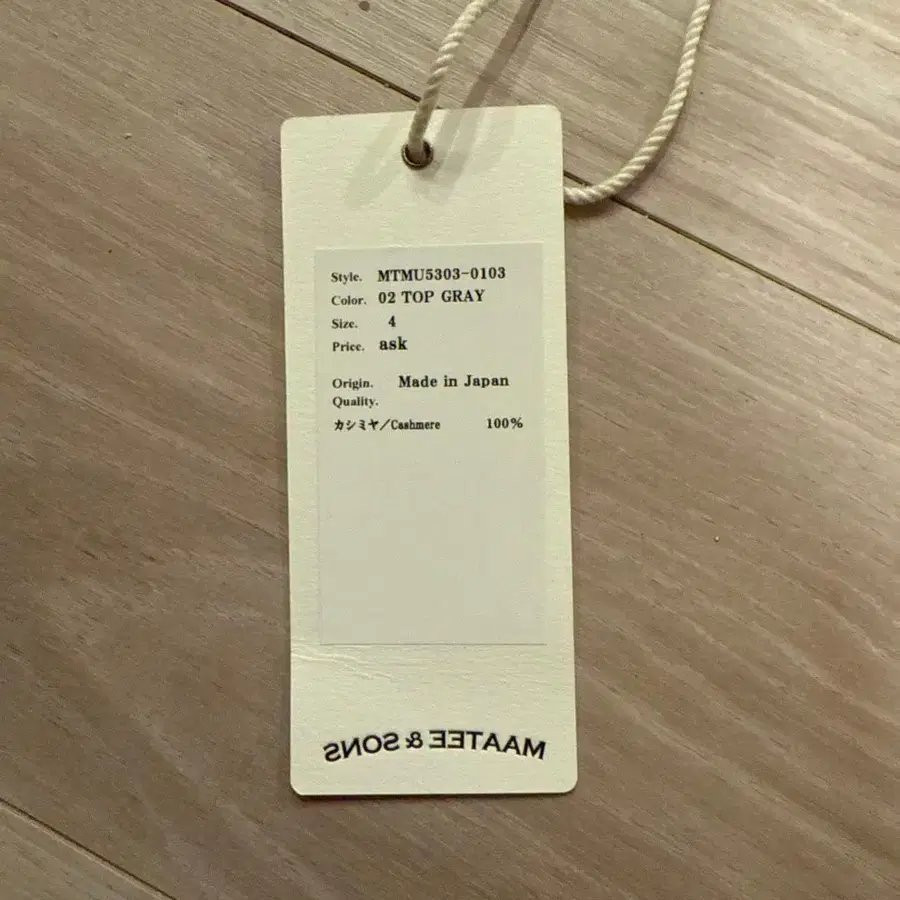 Style. MTMU5303-0103
Color. 02 TOP GRAY
Size. 4
Price. ask
Origin. Made in Japan
Quality.
カシミヤ/Cashmere 100%
MAATEE & SONS